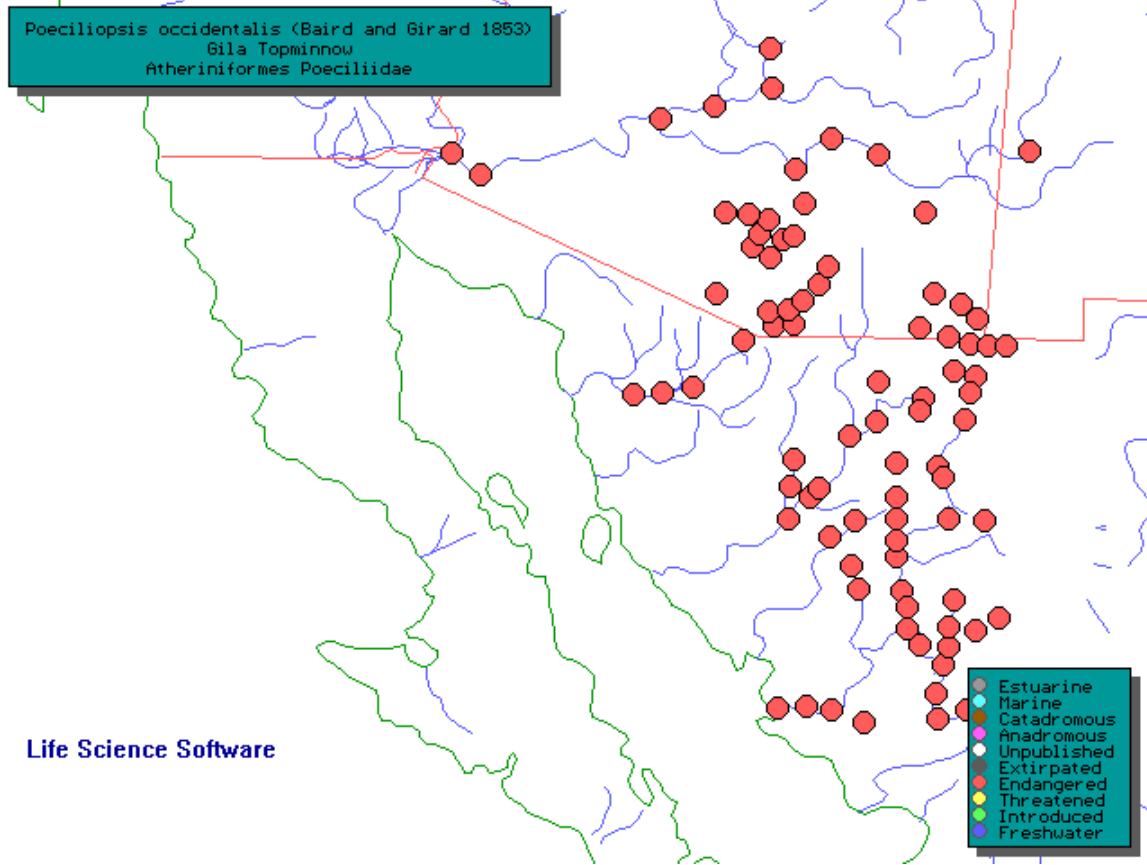 Poeciliopsis occidentalis (Baird and Girard 1853)
Gila Topminnow
Atheriniformes Poeciliidae
Life Science Software
Estuarine
Marine
Catadromous
Anadromous
Unpublished
Extirpated
Endangered
Threatened
Introduced
Freshwater